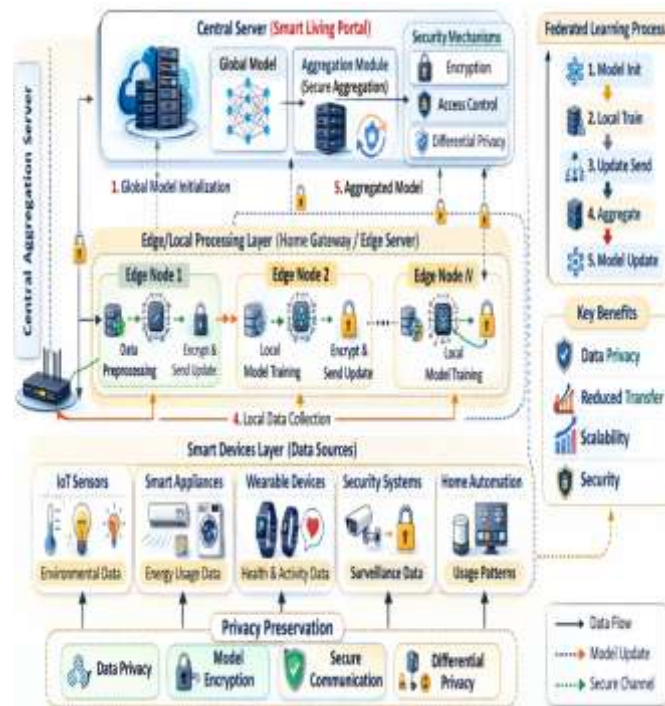 Central Server (Smart Living Portal)
Global Model
Aggregation Module
(Secure Aggregation)
Security Mechanisms
Encryption
Access Control
Differential Privacy
1. Global Model Initialization
5. Aggregated Model
Central Aggregation Server
Edge/Local Processing Layer (Home Gateway / Edge Server)
Edge Node 1
Data
Preprocessing
Encrypt &
Send Update
Edge Node 2
Local
Model Training
Encrypt &
Send Update
Edge Node N
Local
Model Training
4. Local Data Collection
Smart Devices Layer (Data Sources)
IoT Sensors
Environmental Data
Smart Appliances
Energy Usage Data
Wearable Devices
Health & Activity Data
Security Systems
Surveillance Data
Home Automation
Usage Patterns
Privacy Preservation
Data Privacy
Model
Encryption
Secure
Communication
Differential
Privacy
Federated Learning Process
1. Model Init
2. Local Train
3. Update Send
4. Aggregate
5. Model Update
Key Benefits
Data Privacy
Reduced Transfer
Scalability
Security
Data Flow
Model Update
Secure Channel